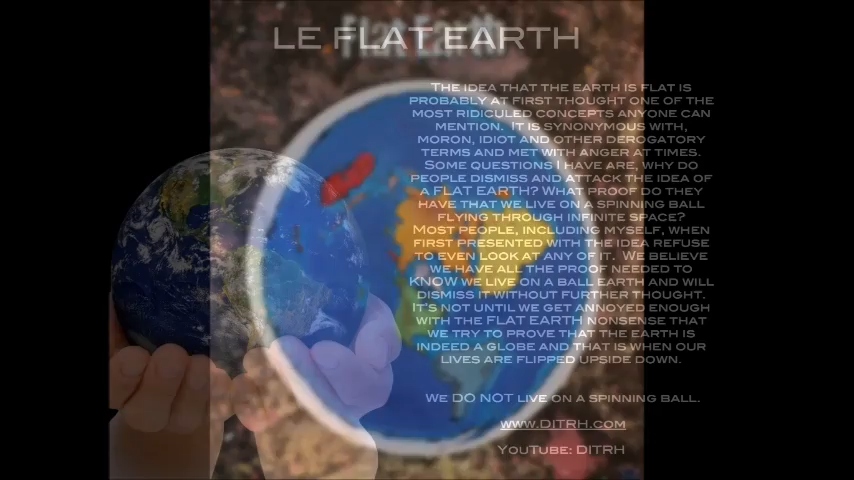 LE FLAT EARTH
Flat Earth
THE IDEA THAT THE EARTH IS FLAT IS
PROBABLY AT FIRST THOUGHT ONE OF THE
MOST RIDICULED CONCEPTS ANYONE CAN
MENTION. IT IS SYNONYMOUS WITH,
MORON, IDIOT AND OTHER DEROGATORY
TERMS AND MET WITH ANGER AT TIMES.
SOME QUESTIONS I HAVE ARE, WHY DO
PEOPLE DISMISS AND ATTACK THE IDEA OF
A FLAT EARTH? WHAT PROOF DO THEY
HAVE THAT WE LIVE ON A SPINNING BALL
FLYING THROUGH INFINITE SPACE?
MOST PEOPLE, INCLUDING MYSELF, WHEN
FIRST PRESENTED WITH THE IDEA REFUSE
TO EVEN LOOK AT ANY OF IT. WE BELIEVE
WE HAVE ALL THE PROOF NEEDED TO
KNOW WE LIVE ON A BALL EARTH AND WILL
DISMISS IT WITHOUT FURTHER THOUGHT.
IT'S NOT UNTIL WE GET ANNOYED ENOUGH
WITH THE FLAT EARTH NONSENSE THAT
WE TRY TO PROVE THAT THE EARTH IS
INDEED A GLOBE AND THAT IS WHEN OUR
LIVES ARE FLIPPED UPSIDE DOWN.
WE DO NOT LIVE ON A SPINNING BALL.
WWW.DITRH.COM
YOUTUBE: DITRH